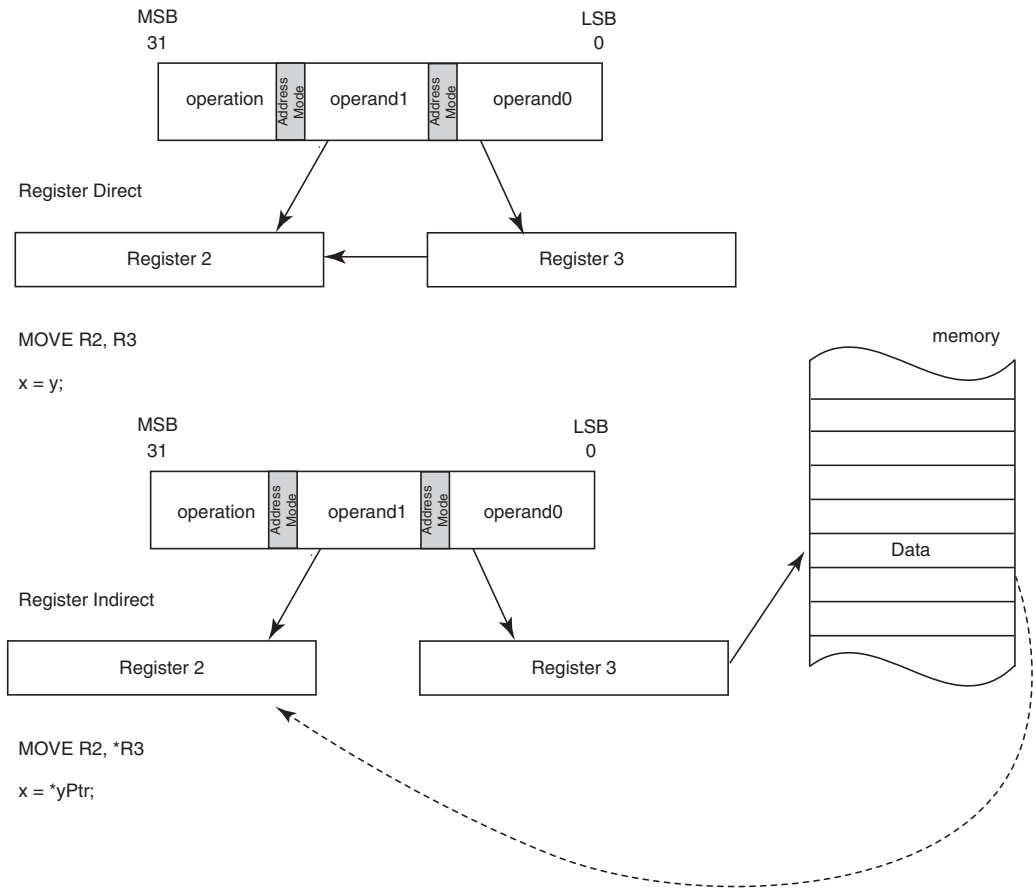 MSB LSB
31 0
operation Address Mode operand1 Address Mode operand0
Register Direct
Register 2 Register 3
MOVE R2, R3
memory
x = y;
MSB LSB
31 0
operation Address Mode operand1 Address Mode operand0
Data
Register Indirect
Register 2 Register 3
MOVE R2, *R3
x = *yPtr;